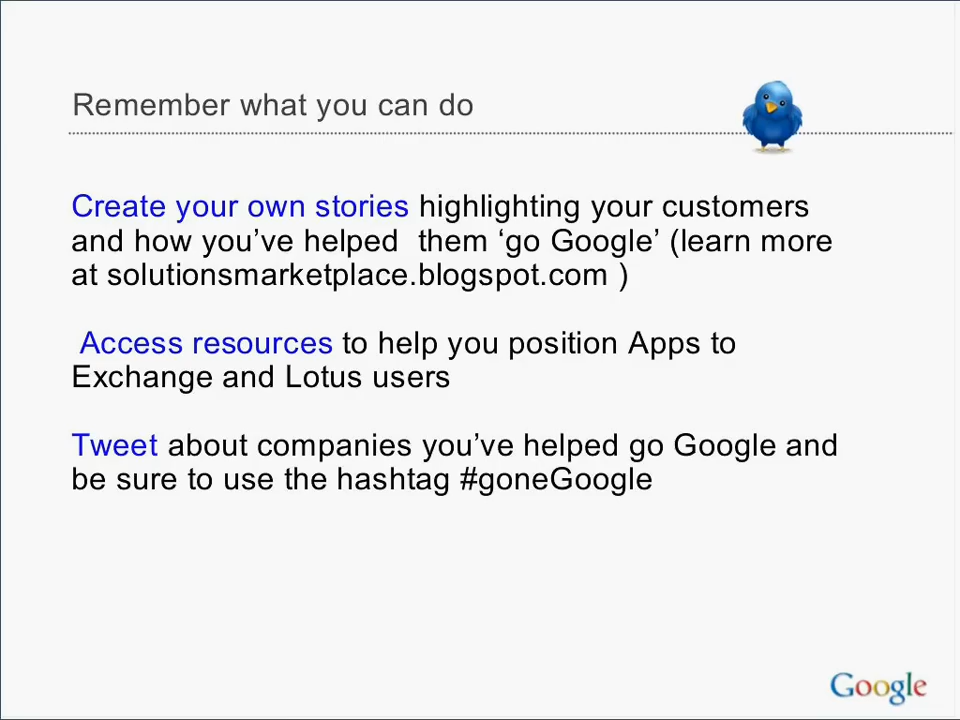 Remember what you can do
Create your own stories highlighting your customers
and how you’ve helped  them ‘go Google’ (learn more
at solutionsmarketplace.blogspot.com )
Access resources to help you position Apps to
Exchange and Lotus users
Tweet about companies you’ve helped go Google and
be sure to use the hashtag #goneGoogle
Google